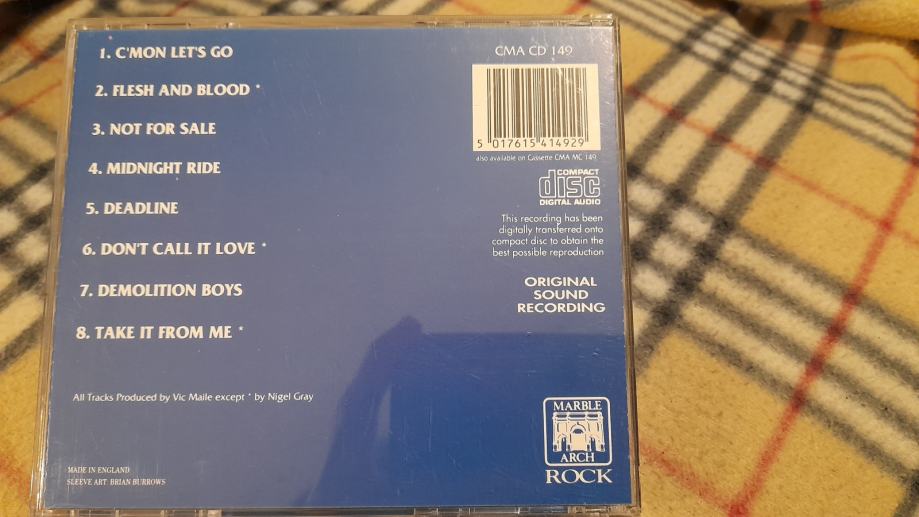 1. C'MON LET'S GO
2. FLESH AND BLOOD *
3. NOT FOR SALE
4. MIDNIGHT RIDE
5. DEADLINE
6. DON'T CALL IT LOVE *
7. DEMOLITION BOYS
8. TAKE IT FROM ME *
All Tracks Produced by Vic Maile except * by Nigel Gray
MADE IN ENGLAND
SLEEVE ART: BRIAN BURROWS
CMA CD 149
5 017615 414929
also available on Cassette CMA MC 149
COMPACT
disc
DIGITAL AUDIO
This recording has been
digitally transferred onto
compact disc to obtain the
best possible reproduction
ORIGINAL
SOUND
RECORDING
MARBLE
ARCH
ROCK